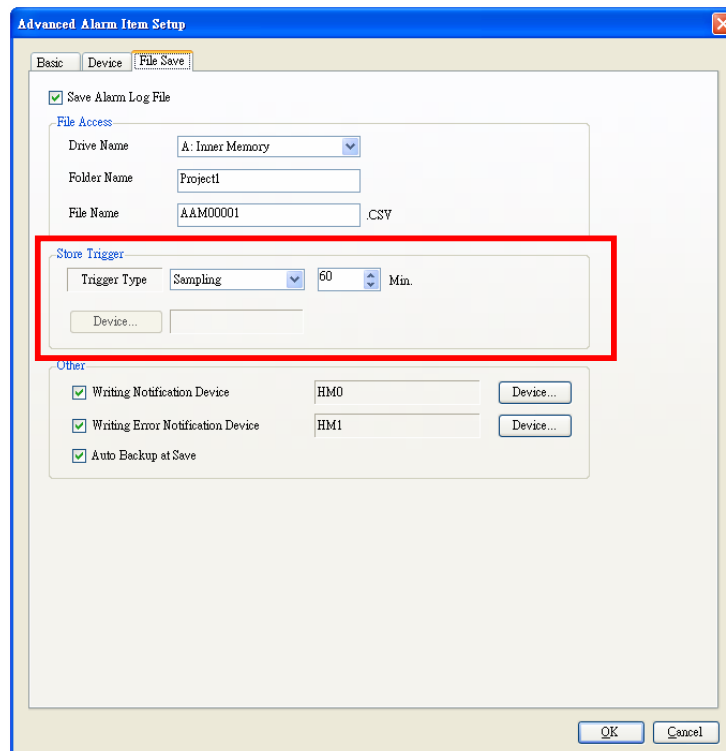 Advanced Alarm Item Setup
Basic Device File Save
Save Alarm Log File
File Access
Drive Name A: Inner Memory
Folder Name Project1
File Name AAM00001 .CSV
Store Trigger
Trigger Type Sampling 60 Min.
Device...
Other
Writing Notification Device HM0 Device...
Writing Error Notification Device HM1 Device...
Auto Backup at Save
OK Cancel